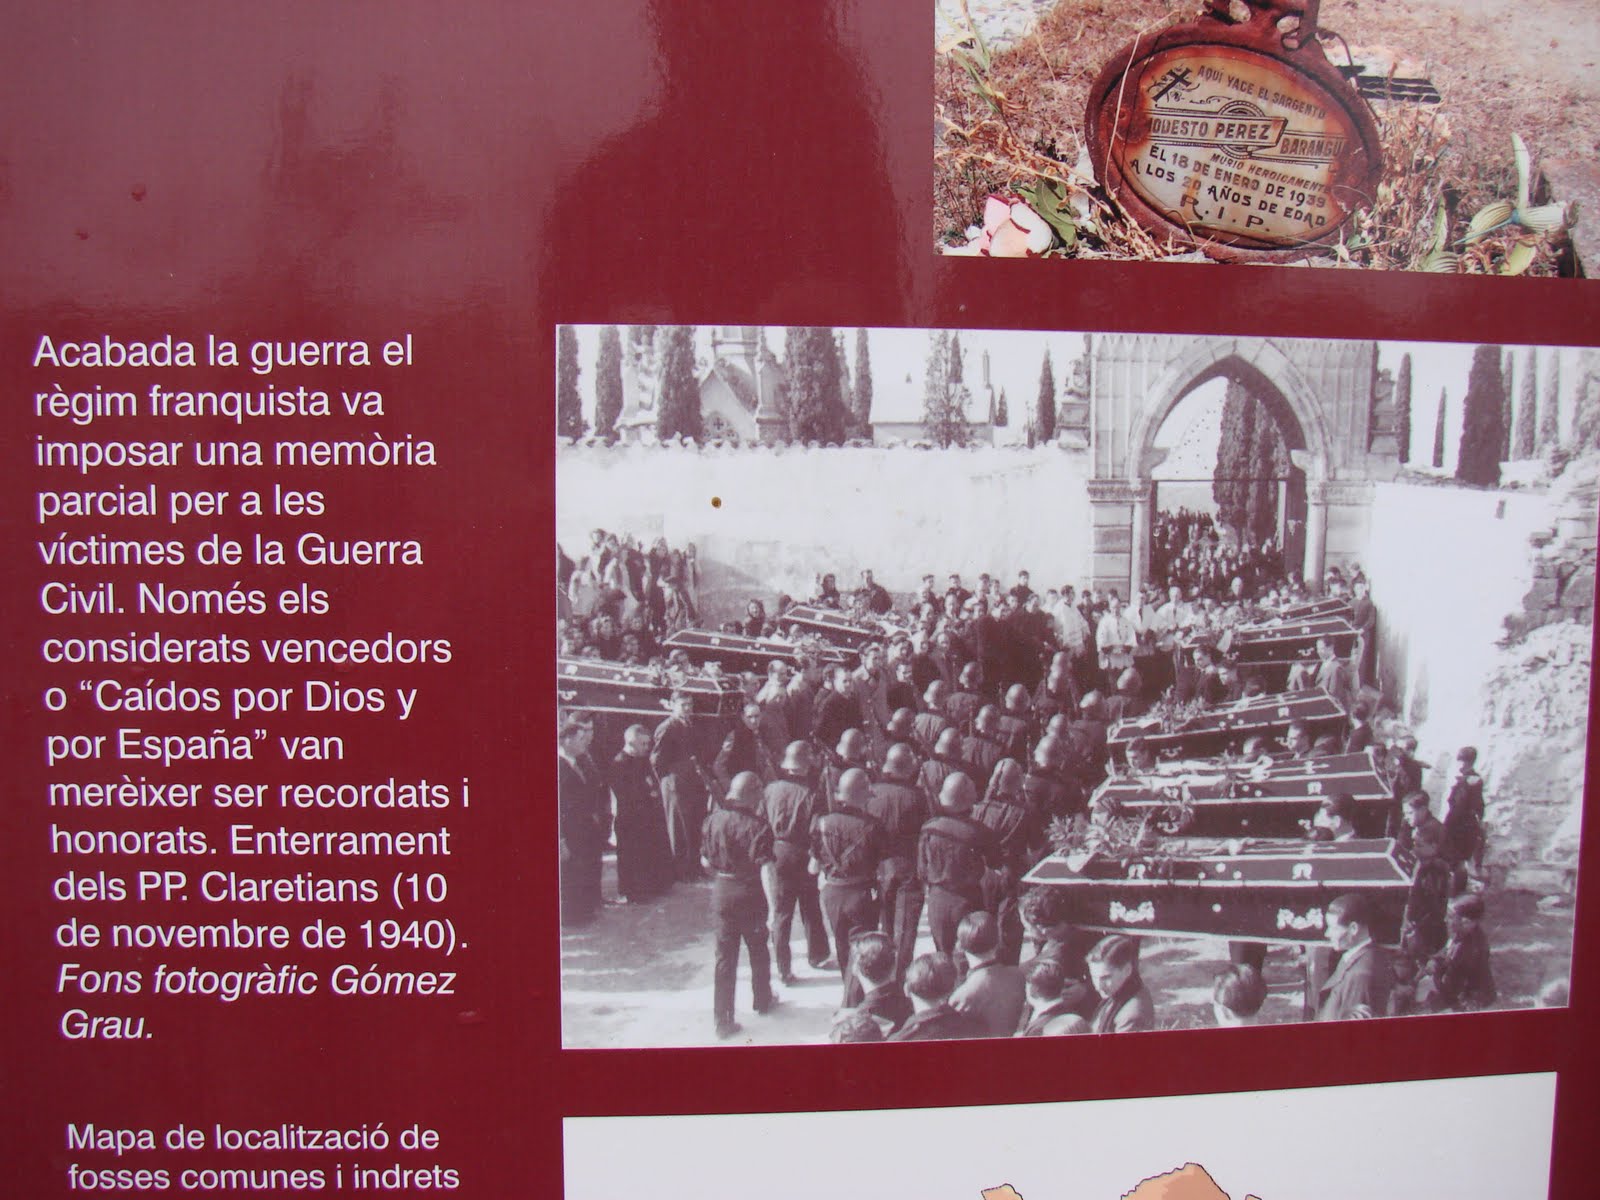 AQUÍ YACE EL SARGENTO
MODESTO PEREZ
MURIO HEROICAMENTE
EL 18 DE ENERO DE 1939
A LOS 20 AÑOS DE EDAD
R. I. P.
Acabada la guerra el
règim franquista va
imposar una memòria
parcial per a les
víctimes de la Guerra
Civil. Només els
considerats vencedors
o “Caídos por Dios y
por España” van
merèixer ser recordats i
honorats. Enterrament
dels PP. Claretians (10
de novembre de 1940).
Fons fotogràfic Gómez
Grau.
Mapa de localització de
fosses comunes i indrets